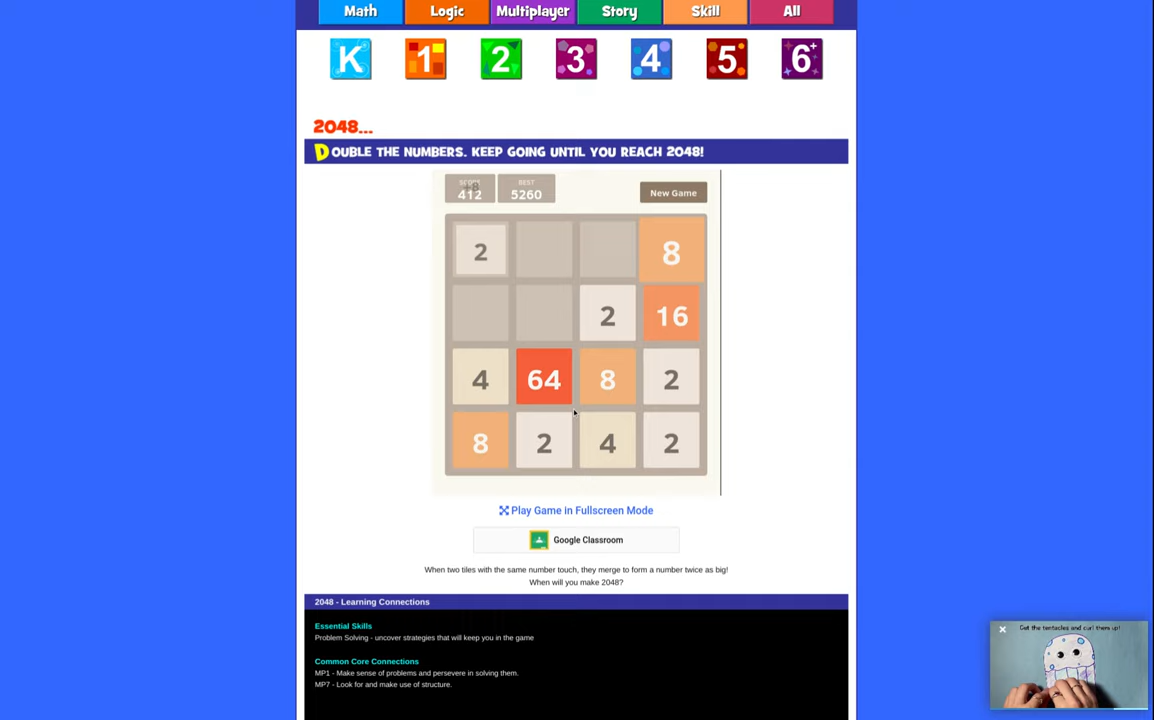 Math Logic Multiplayer Story Skill All
K 1 2 3 4 5 6+
2048...
DOUBLE THE NUMBERS. KEEP GOING UNTIL YOU REACH 2048!
SCORE BEST
412 5260 New Game
2 8
2 16
4 64 8 2
8 2 4 2
Play Game in Fullscreen Mode
Google Classroom
When two tiles with the same number touch, they merge to form a number twice as big!
When will you make 2048?
2048 - Learning Connections
Essential Skills
Problem Solving - uncover strategies that will keep you in the game
Common Core Connections
MP1 - Make sense of problems and persevere in solving them.
MP7 - Look for and make use of structure.
Get the tentacles and curl them up!